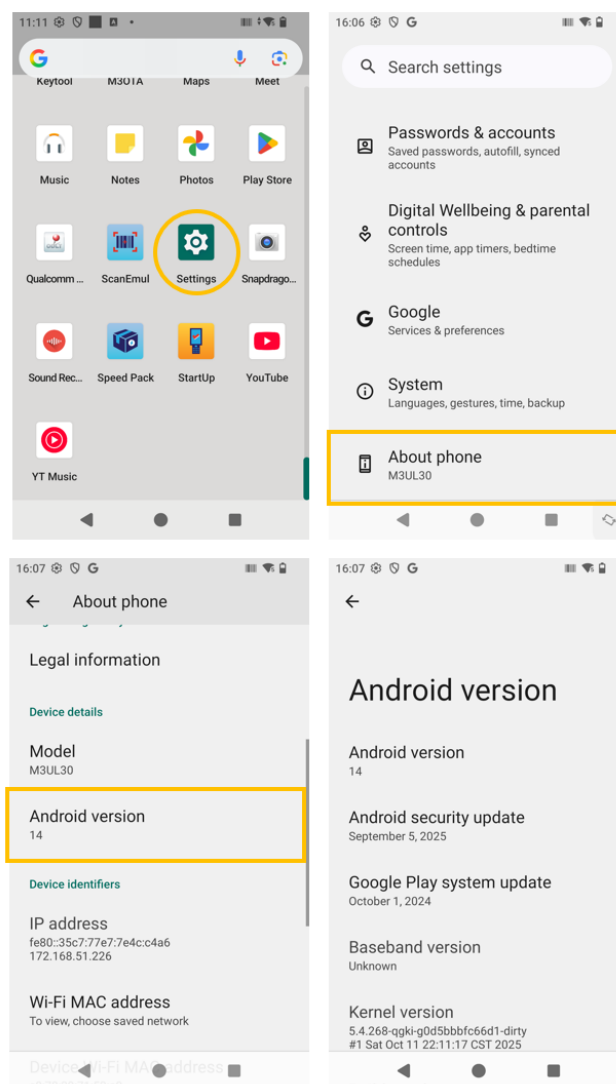 11:11
Keytool M3OTA Maps Meet
Music Notes Photos Play Store
Qualcomm ... ScanEmul Settings Snapdrago...
Sound Rec... Speed Pack StartUp YouTube
YT Music
16:06 G
Search settings
Passwords & accounts
Saved passwords, autofill, synced
accounts
Digital Wellbeing & parental
controls
Screen time, app timers, bedtime
schedules
Google
Services & preferences
System
Languages, gestures, time, backup
About phone
M3UL30
16:07 G
About phone
Legal information
Device details
Model
M3UL30
Android version
14
Device identifiers
IP address
fe80::35c7:77e7:7e4c:c4a6
172.168.51.226
Wi-Fi MAC address
To view, choose saved network
Device Wi-Fi MAC address
16:07 G
Android version
Android version
14
Android security update
September 5, 2025
Google Play system update
October 1, 2024
Baseband version
Unknown
Kernel version
5.4.268-qgki-g0d5bbbfc66d1-dirty
#1 Sat Oct 11 22:11:17 CST 2025